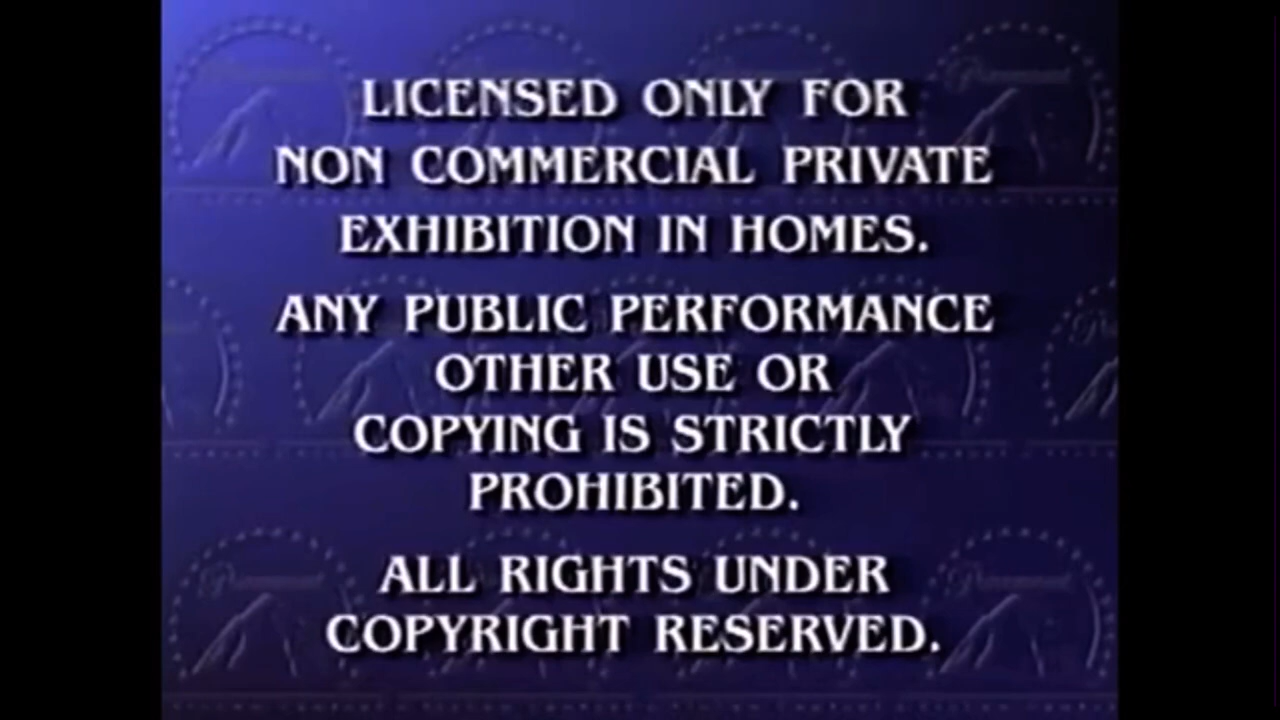 LICENSED ONLY FOR
NON COMMERCIAL PRIVATE
EXHIBITION IN HOMES.
ANY PUBLIC PERFORMANCE
OTHER USE OR
COPYING IS STRICTLY
PROHIBITED.
ALL RIGHTS UNDER
COPYRIGHT RESERVED.